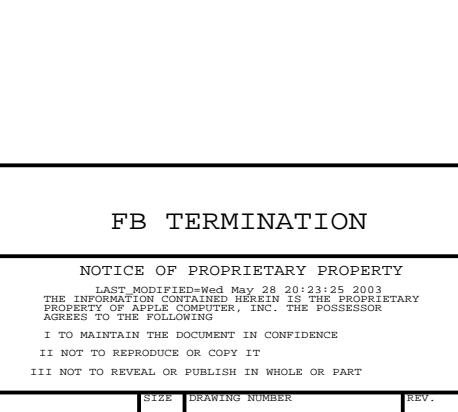 FB TERMINATION
NOTICE OF PROPRIETARY PROPERTY
LAST_MODIFIED=Wed May 28 20:23:25 2003
THE INFORMATION CONTAINED HEREIN IS THE PROPRIETARY
PROPERTY OF APPLE COMPUTER, INC. THE POSSESSOR
AGREES TO THE FOLLOWING
I TO MAINTAIN THE DOCUMENT IN CONFIDENCE
II NOT TO REPRODUCE OR COPY IT
III NOT TO REVEAL OR PUBLISH IN WHOLE OR PART
SIZE DRAWING NUMBER REV.